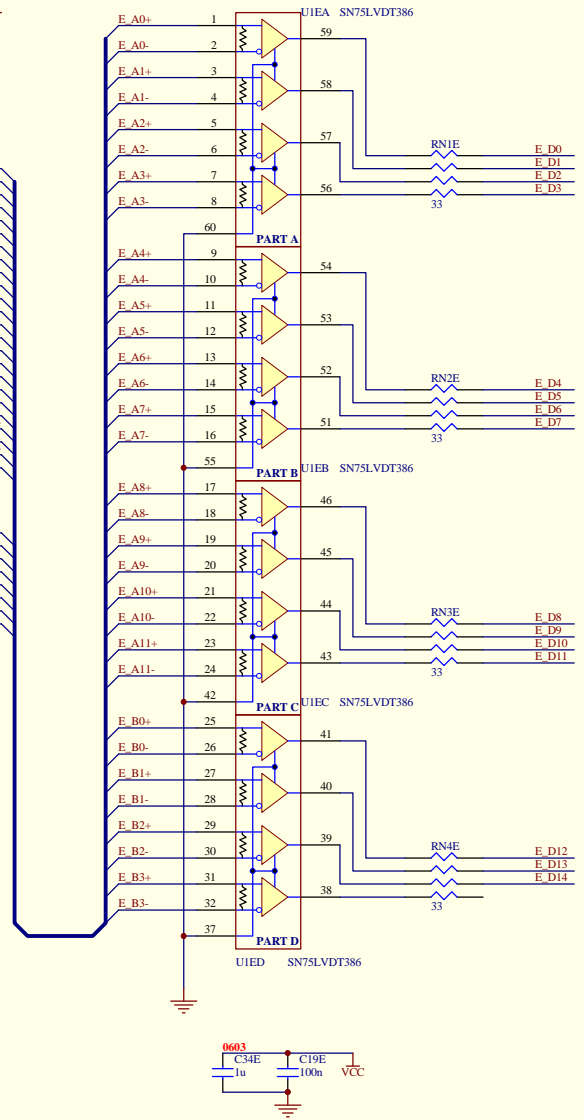 U1EA SN75LVDT386
E_A0+ 1 59
E_A0- 2
E_A1+ 3 58
E_A1- 4
E_A2+ 5 57
RN1E E_D0
E_A2- 6
E_D1
E_A3+ 7 56
E_D2
E_D3
E_A3- 8
33
60
PART A
E_A4+ 9 54
E_A4- 10
E_A5+ 11 53
E_A5- 12
E_A6+ 13 52
RN2E E_D4
E_A6- 14
E_D5
E_A7+ 15 51
E_D6
E_D7
E_A7- 16
33
55
PART B U1EB SN75LVDT386
E_A8+ 17 46
E_A8- 18
E_A9+ 19 45
E_A9- 20
E_A10+ 21 44
RN3E E_D8
E_A10- 22
E_D9
E_A11+ 23 43
E_D10
E_D11
E_A11- 24
33
42
PART C U1EC SN75LVDT386
E_B0+ 25 41
E_B0- 26
E_B1+ 27 40
E_B1- 28
E_B2+ 29 39
RN4E E_D12
E_B2- 30
E_D13
E_B3+ 31 38
E_D14
E_B3- 32
33
37
PART D
U1ED SN75LVDT386
0603
C34E C19E
1u 100n VCC